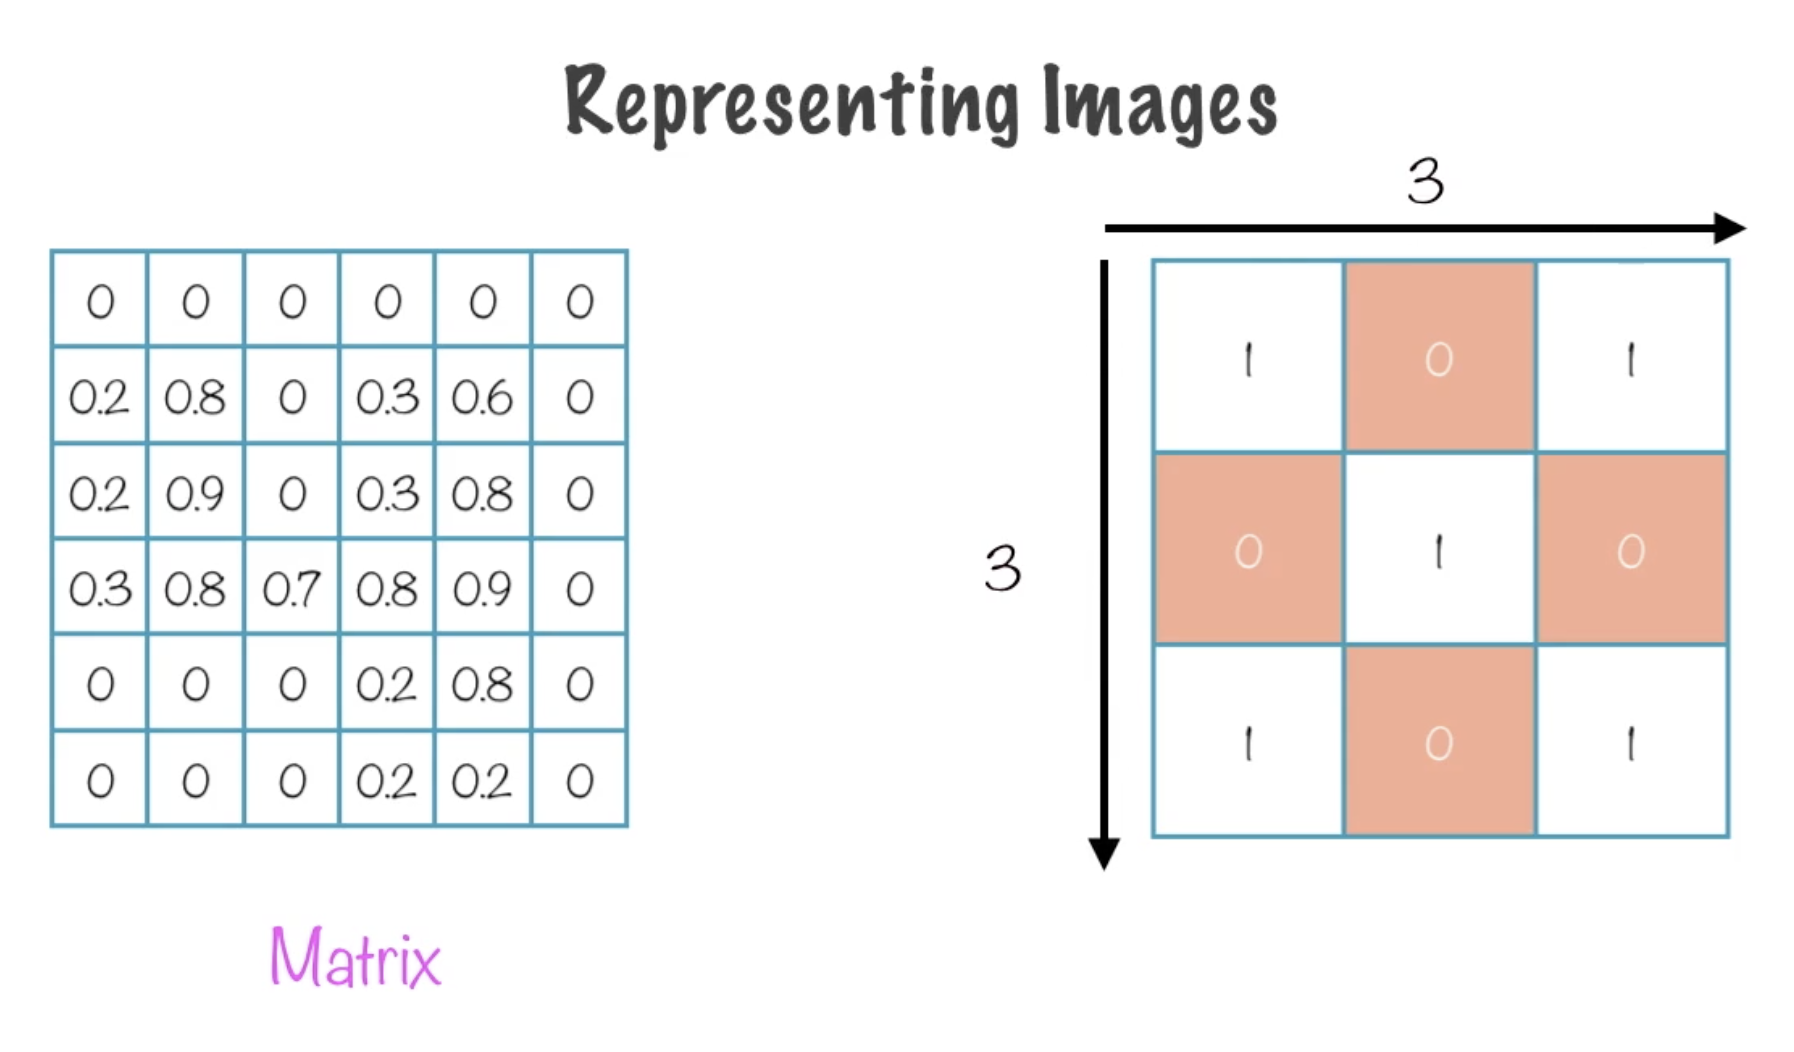 Representing Images
3
0 0 0 0 0 0
0.2 0.8 0 0.3 0.6 0
0.2 0.9 0 0.3 0.8 0
0.3 0.8 0.7 0.8 0.9 0
0 0 0 0.2 0.8 0
0 0 0 0.2 0.2 0
3
1 0 1
0 1 0
1 0 1
Matrix